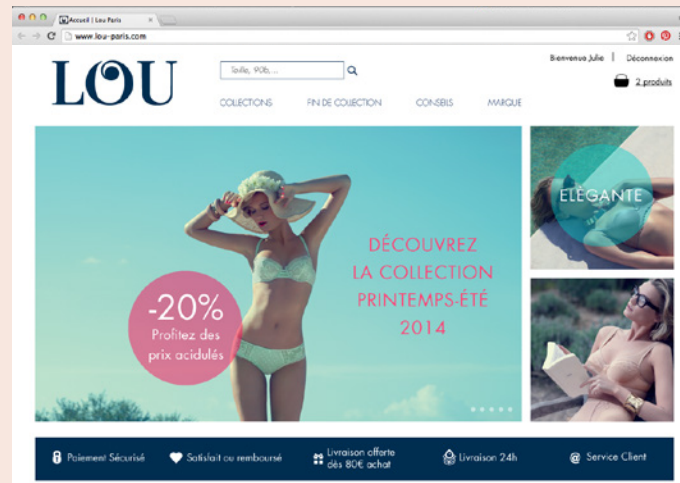 Accueil | Lou Paris
www.lou-paris.com
Bienvenue Julie | Déconnexion
LOU
Taille, 90b, ...
2 produits
COLLECTIONS FIN DE COLLECTION CONSEILS MARQUE
DÉCOUVREZ
LA COLLECTION
PRINTEMPS-ÉTÉ
2014
-20%
Profitez des
prix acidulés
ELÉGANTE
Paiement Sécurisé
Satisfait ou remboursé
Livraison offerte
dès 80€ achat
Livraison 24h
@ Service Client